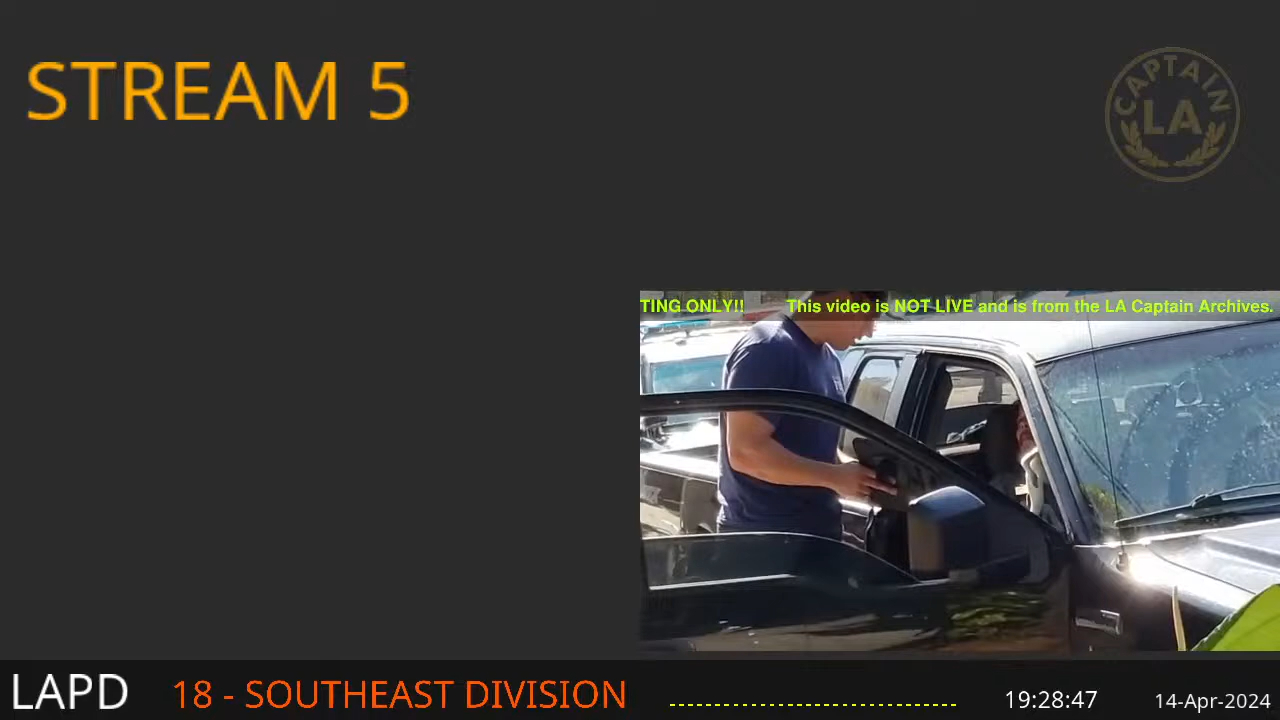 STREAM 5
CAPTAIN
LA
TING ONLY!! This video is NOT LIVE and is from the LA Captain Archives.
LAPD 18 - SOUTHEAST DIVISION 19:28:47 14-Apr-2024